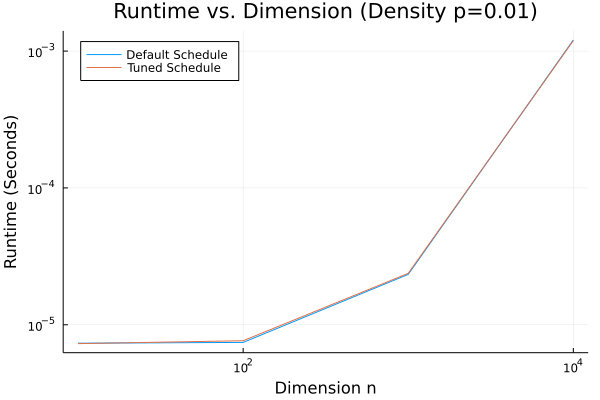 Runtime vs. Dimension (Density p=0.01)
Default Schedule
Tuned Schedule
10⁻³
10⁻⁴
10⁻⁵
Runtime (Seconds)
10² 10⁴
Dimension n